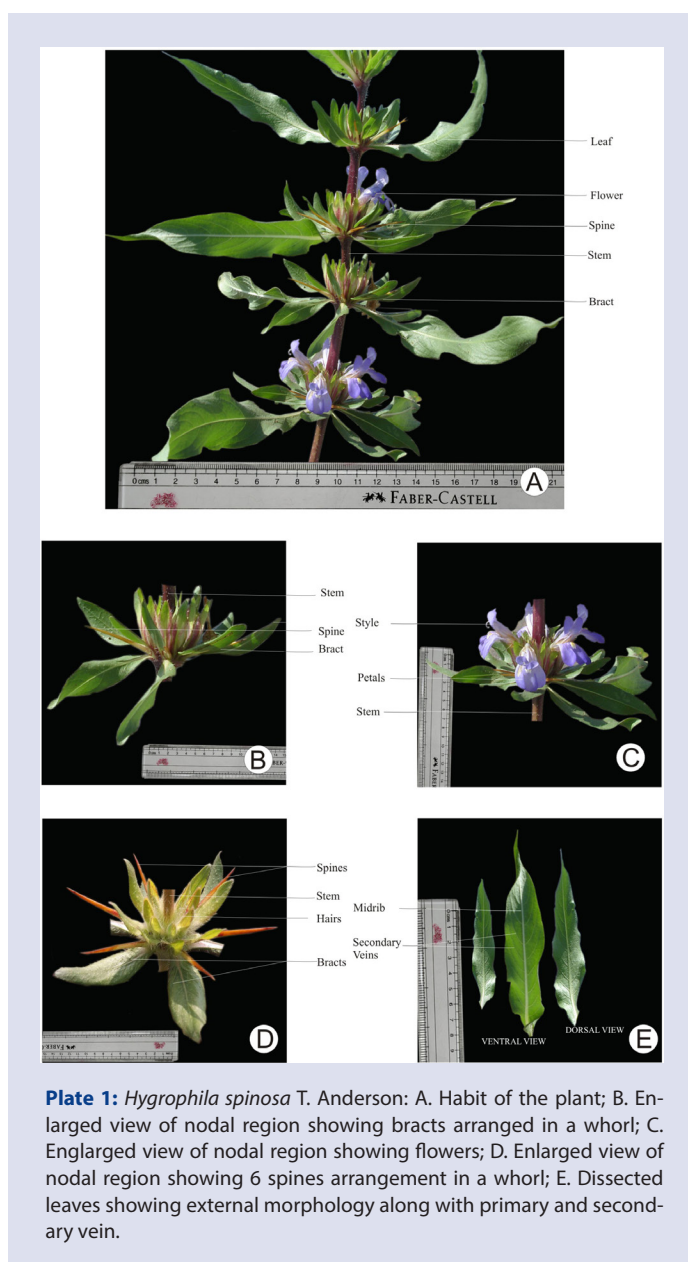 Leaf
Flower
Spine
Stem
Bract
0 cms 1 2 3 4 5 6 7 8 9 10 11 12 13 14 15 16 17 18 19 21
FABER-CASTELL
A
Stem
Spine
Bract
B
Style
Petals
Stem
C
Spines
Stem
Hairs
Bracts
D
Midrib
Secondary
Veins
VENTRAL VIEW
DORSAL VIEW
E
Plate 1: Hygrophila spinosa T. Anderson: A. Habit of the plant; B. En-
larged view of nodal region showing bracts arranged in a whorl; C.
Englarged view of nodal region showing flowers; D. Enlarged view of
nodal region showing 6 spines arrangement in a whorl; E. Dissected
leaves showing external morphology along with primary and second-
ary vein.